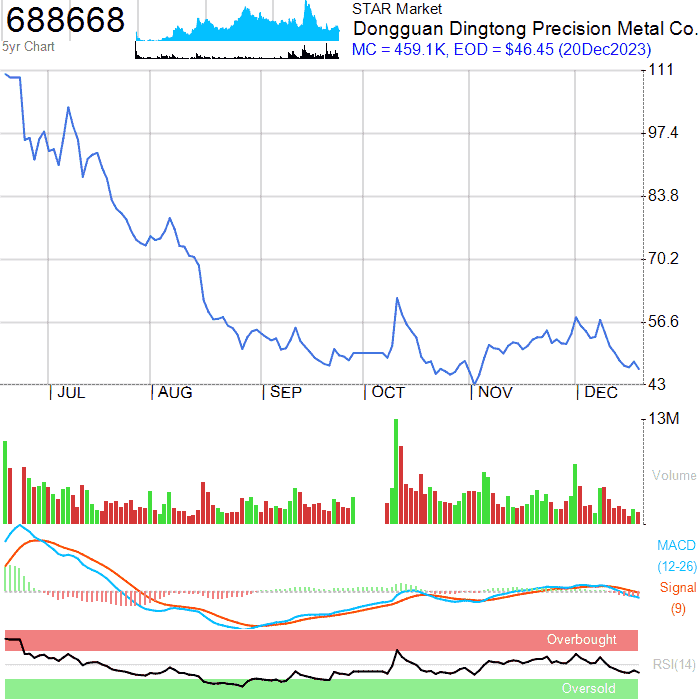 688668
5yr Chart
STAR Market
Dongguan Dingtong Precision Metal Co.
MC = 459.1K, EOD = $46.45 (20Dec2023)
111
97.4
83.8
70.2
56.6
43
JUL
AUG
SEP
OCT
NOV
DEC
13M
Volume
MACD
(12-26)
Signal
(9)
Overbought
RSI(14)
Oversold